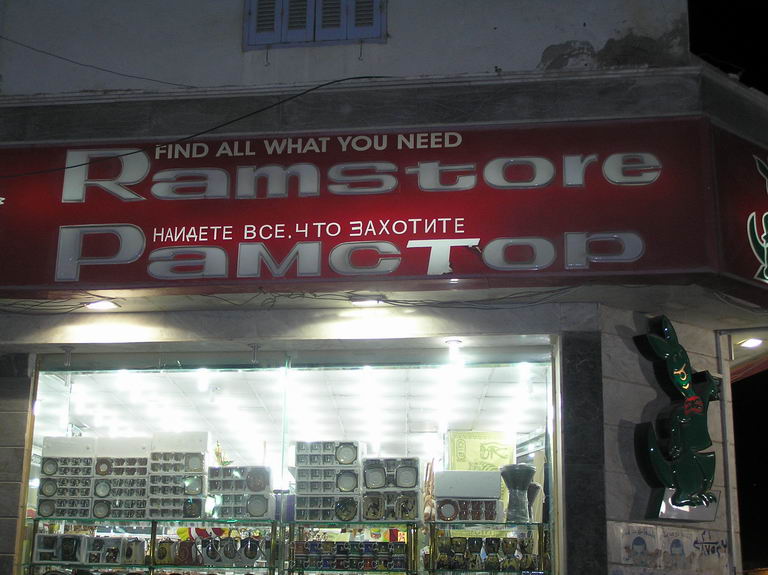 FIND ALL WHAT YOU NEED
Ramstore
НАИДЕТЕ ВСЕ.ЧТО ЗАХОТИТЕ
Рамстор